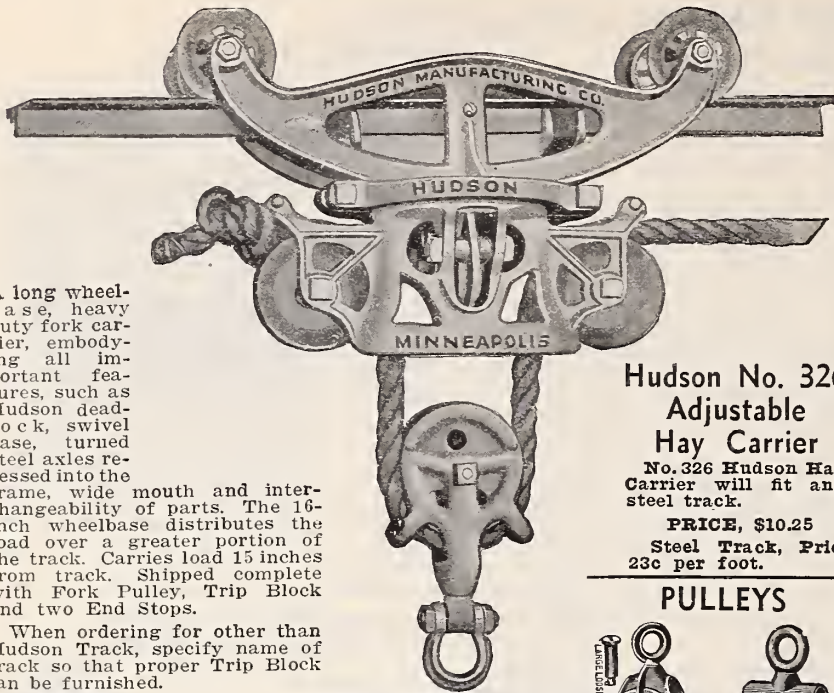 HUDSON MANUFACTURING CO.
HUDSON
MINNEAPOLIS
A long wheel-
ase, heavy
uty fork car-
ier, embody-
ng all im-
ortant fea-
ures, such as
Hudson dead-
ock, swivel
ase, turned
teel axles re-
essed into the
rame, wide mouth and inter-
hangeability of parts. The 16-
nch wheelbase distributes the
oad over a greater portion of
he track. Carries load 15 inches
rom track. Shipped complete
with Fork Pulley, Trip Block
nd two End Stops.
When ordering for other than
Hudson Track, specify name of
rack so that proper Trip Block
an be furnished.
Hudson No. 326
Adjustable
Hay Carrier
No. 326 Hudson Ha
Carrier will fit an
steel track.
PRICE, $10.25
Steel Track, Pric
23c per foot.
PULLEYS
LARGE LOOS